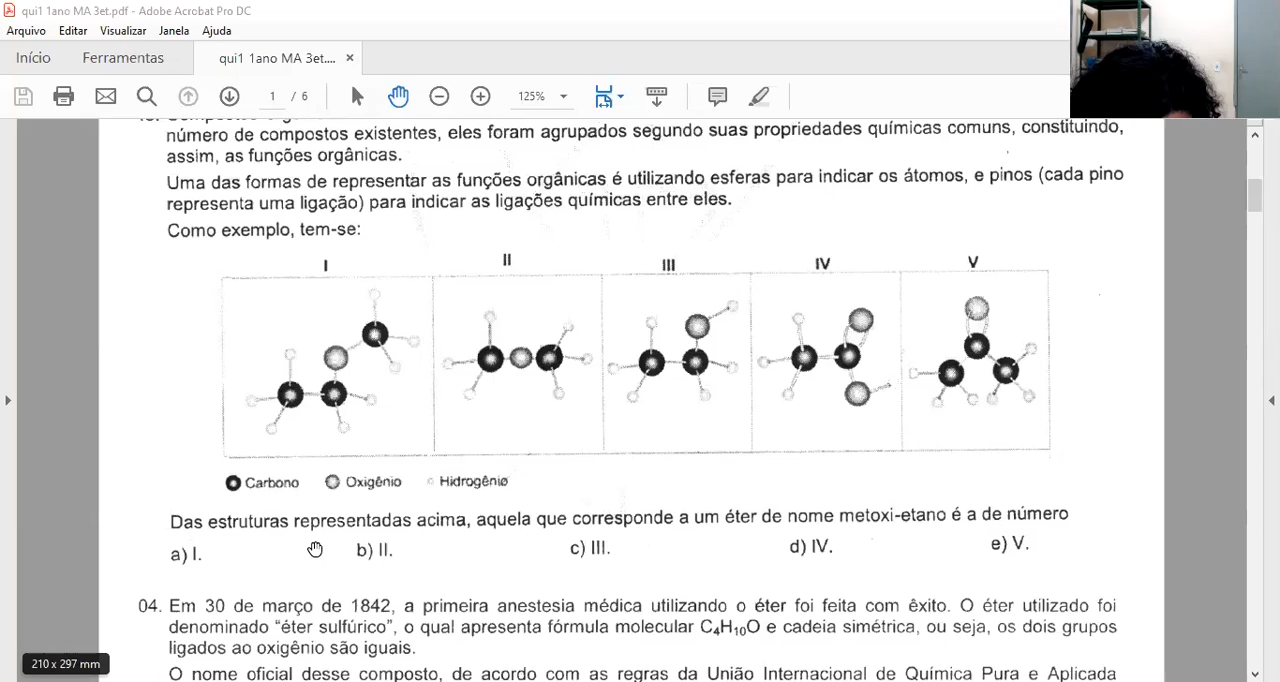 qui1 1ano MA 3et.pdf - Adobe Acrobat Pro DC
Arquivo Editar Visualizar Janela Ajuda
Início Ferramentas qui1 1ano MA 3et.... ×
1 / 6 125%
número de compostos existentes, eles foram agrupados segundo suas propriedades químicas comuns, constituindo,
assim, as funções orgânicas.
Uma das formas de representar as funções orgânicas é utilizando esferas para indicar os átomos, e pinos (cada pino
representa uma ligação) para indicar as ligações químicas entre eles.
Como exemplo, tem-se:
I II III IV V
Carbono Oxigênio Hidrogênio
Das estruturas representadas acima, aquela que corresponde a um éter de nome metoxi-etano é a de número
a) I. b) II. c) III. d) IV. e) V.
04. Em 30 de março de 1842, a primeira anestesia médica utilizando o éter foi feita com êxito. O éter utilizado foi
denominado “éter sulfúrico”, o qual apresenta fórmula molecular C₄H₁₀O e cadeia simétrica, ou seja, os dois grupos
ligados ao oxigênio são iguais.
O nome oficial desse composto, de acordo com as regras da União Internacional de Química Pura e Aplicada
210 x 297 mm